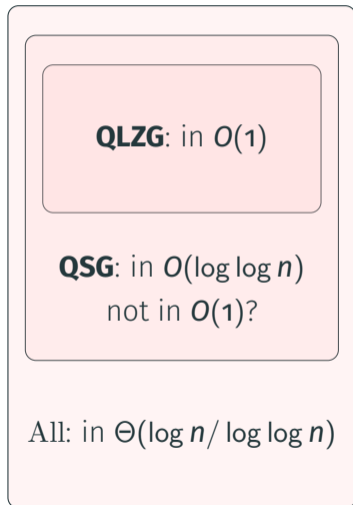 QLZG: in O(1)
QSG: in O(log log n)
not in O(1)?
All: in Θ(log n/ log log n)